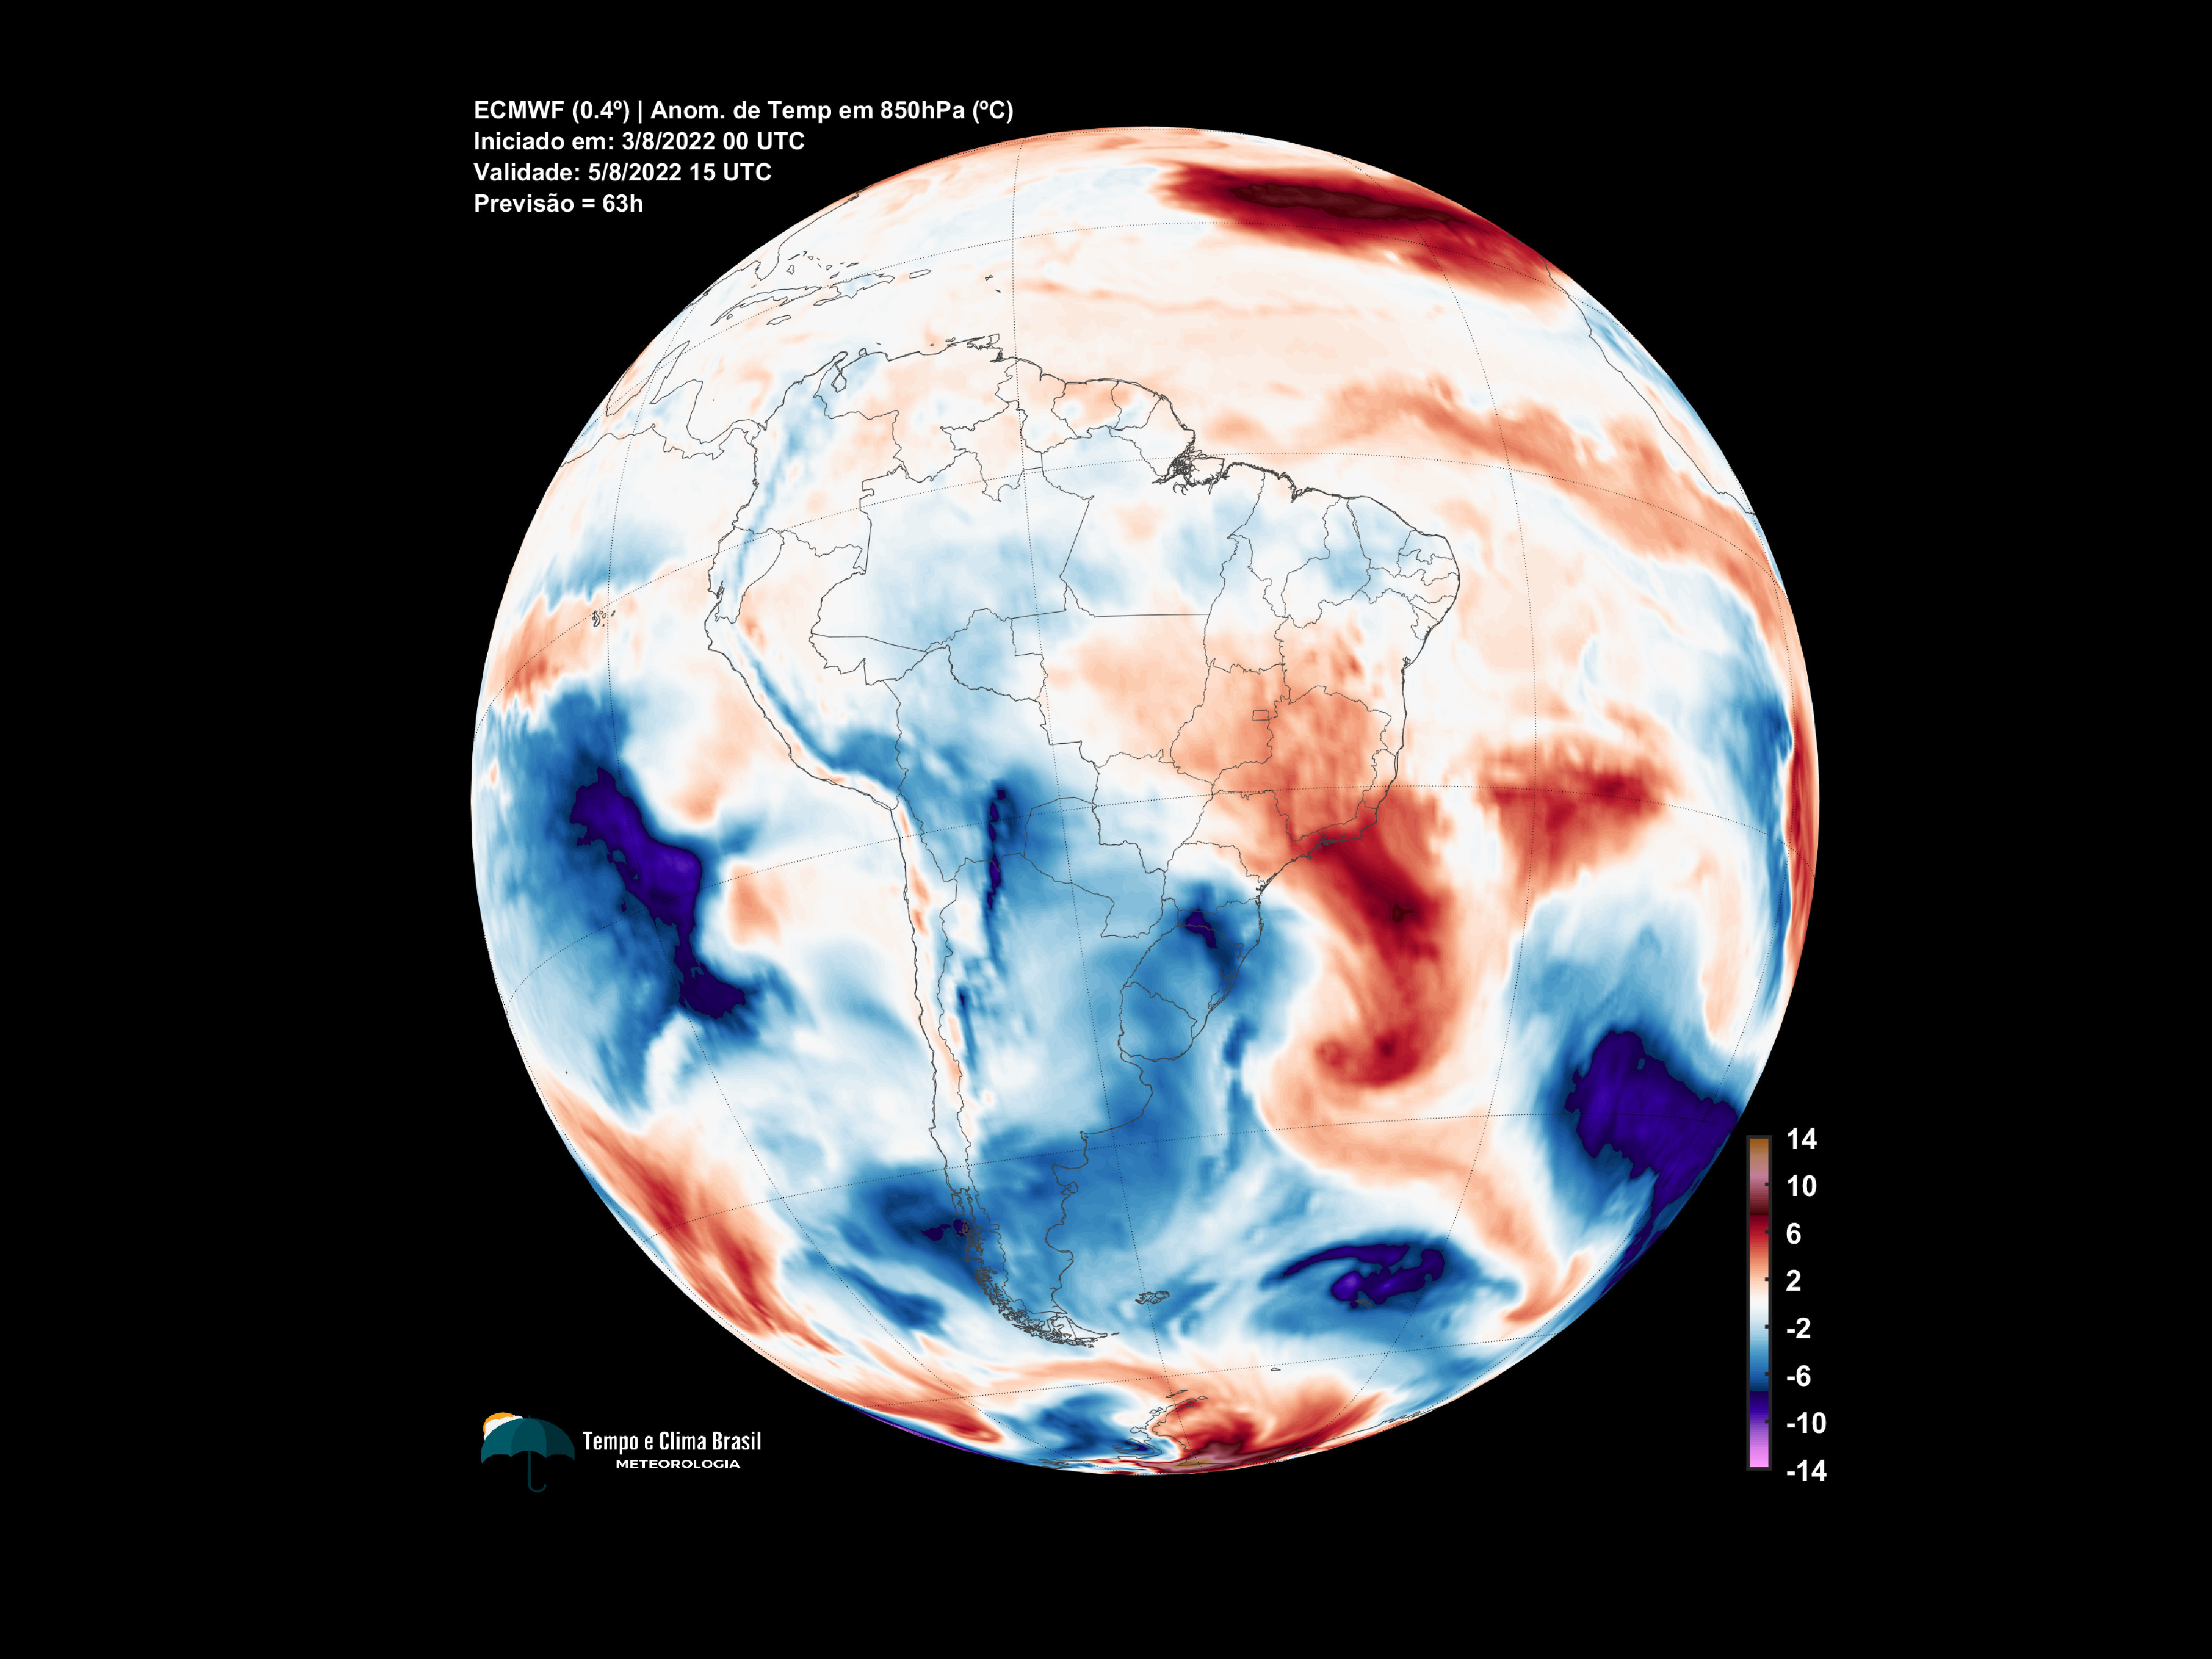 ECMWF (0.4º) | Anom. de Temp em 850hPa (ºC)
Iniciado em: 3/8/2022 00 UTC
Validade: 5/8/2022 15 UTC
Previsão = 63h
14
10
6
2
-2
-6
-10
-14
Tempo e Clima Brasil
METEOROLOGIA